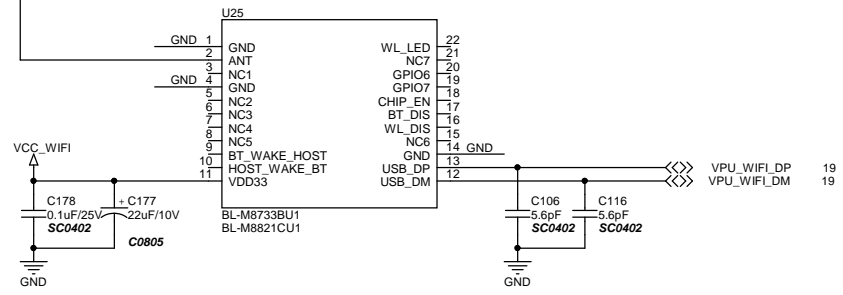 U25
GND 1 GND WL_LED 22
2 ANT NC7 21
3 NC1 GPIO6 20
GND 4 GND GPIO7 19
5 NC2 CHIP_EN 18
6 NC3 BT_DIS 17
7 NC4 WL_DIS 16
8 NC5 NC6 15
9 BT_WAKE_HOST GND 14 GND
10 HOST_WAKE_BT USB_DP 13 VPU_WIFI_DP 19
11 VDD33 USB_DM 12 VPU_WIFI_DM 19
VCC_WIFI
C178
0.1uF/25V
SC0402
+ C177
22uF/10V
C0805
GND
BL-M8733BU1
BL-M8821CU1
C106
5.6pF
SC0402
C116
5.6pF
SC0402
GND